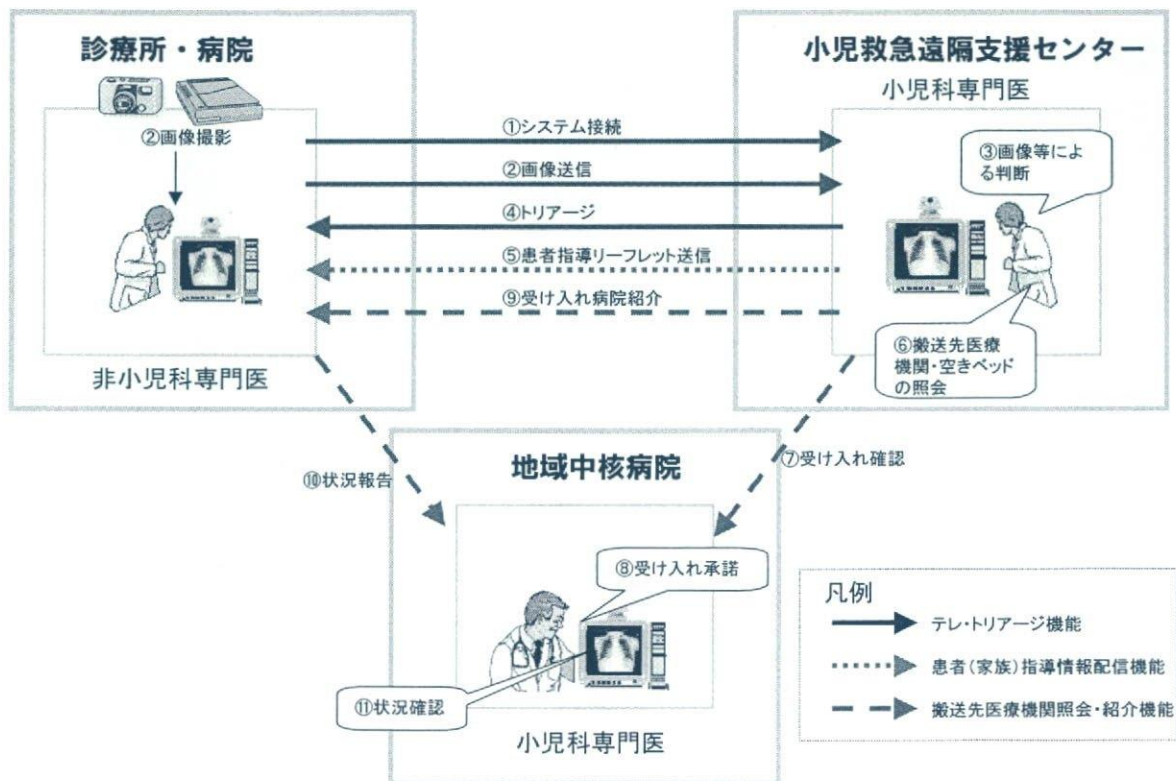 診療所・病院
②画像撮影
非小児科専門医
小児救急遠隔支援センター
小児科専門医
③画像等によ
る判断
⑥搬送先医療
機関・空きベッド
の照会
①システム接続
②画像送信
④トリアージ
⑤患者指導リーフレット送信
⑨受け入れ病院紹介
⑩状況報告
⑦受け入れ確認
地域中核病院
⑧受け入れ承諾
⑪状況確認
小児科専門医
凡例
テレ・トリアージ機能
患者(家族)指導情報配信機能
搬送先医療機関照会・紹介機能